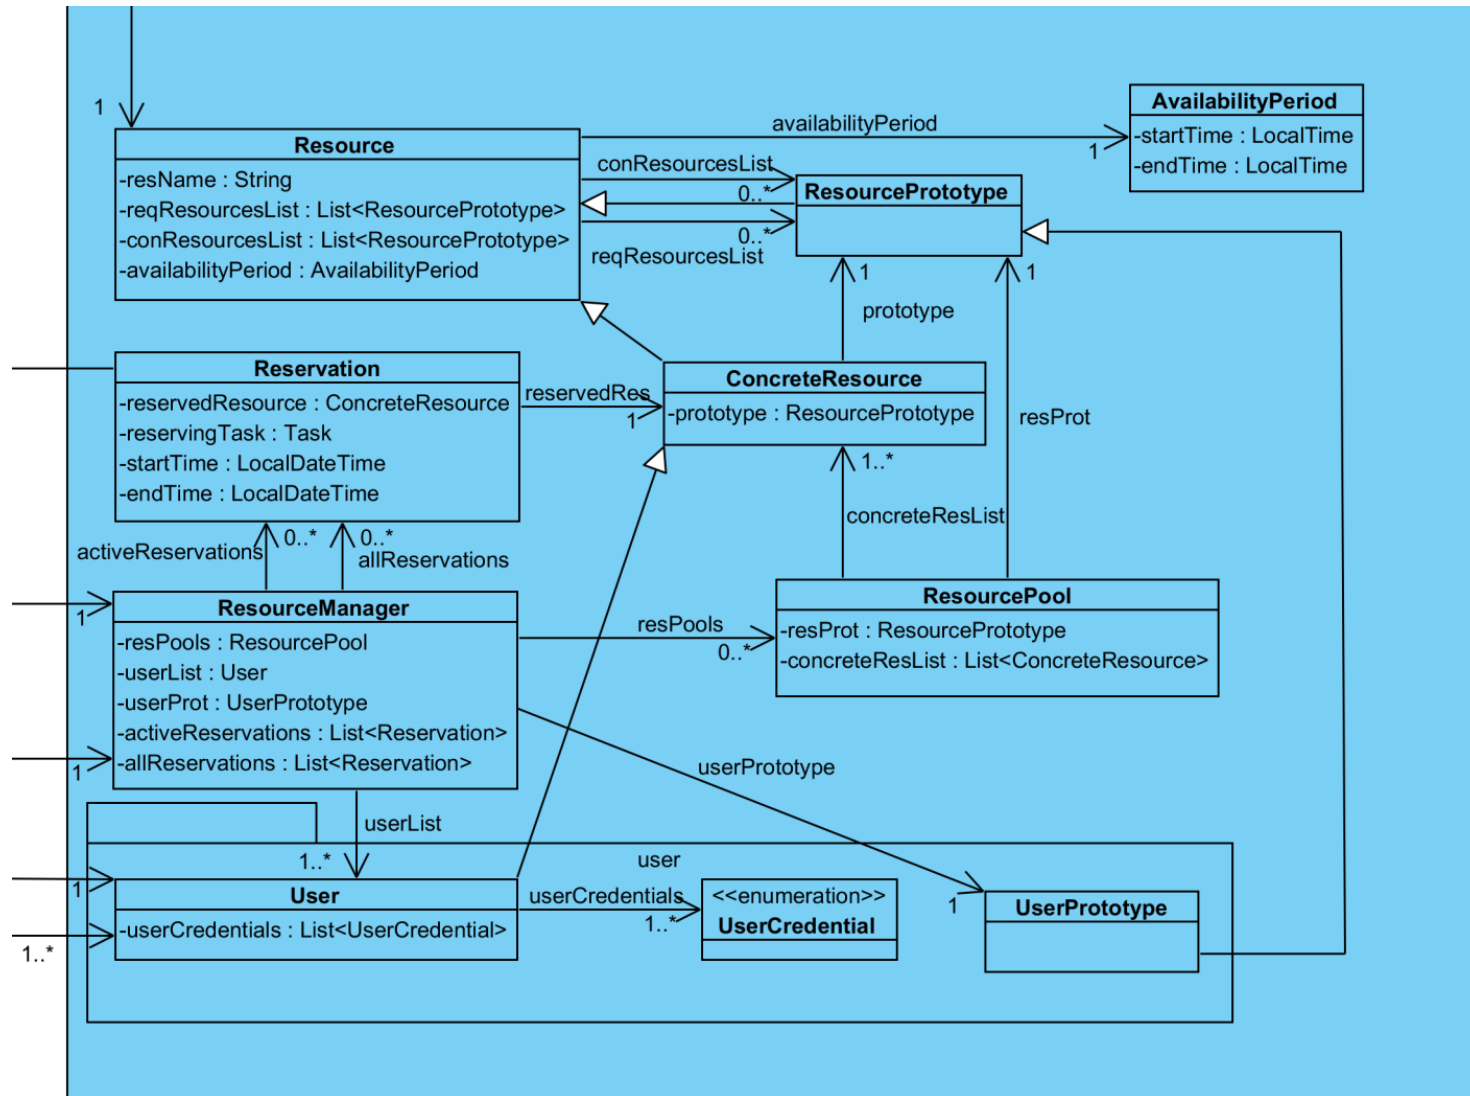 1
Resource
-resName : String
-reqResourcesList : List<ResourcePrototype>
-conResourcesList : List<ResourcePrototype>
-availabilityPeriod : AvailabilityPeriod
availabilityPeriod
1
AvailabilityPeriod
-startTime : LocalTime
-endTime : LocalTime
conResourcesList
0..*
0..*
reqResourcesList
ResourcePrototype
1
1
prototype
resProt
Reservation
-reservedResource : ConcreteResource
-reservingTask : Task
-startTime : LocalDateTime
-endTime : LocalDateTime
reservedRes
1
ConcreteResource
-prototype : ResourcePrototype
1..*
concreteResList
activeReservations
0..*
0..*
allReservations
1
1
ResourceManager
-resPools : ResourcePool
-userList : User
-userProt : UserPrototype
-activeReservations : List<Reservation>
-allReservations : List<Reservation>
resPools
0..*
ResourcePool
-resProt : ResourcePrototype
-concreteResList : List<ConcreteResource>
userPrototype
1
userList
1..*
user
1
1..*
User
-userCredentials : List<UserCredential>
userCredentials
1..*
<<enumeration>>
UserCredential
UserPrototype